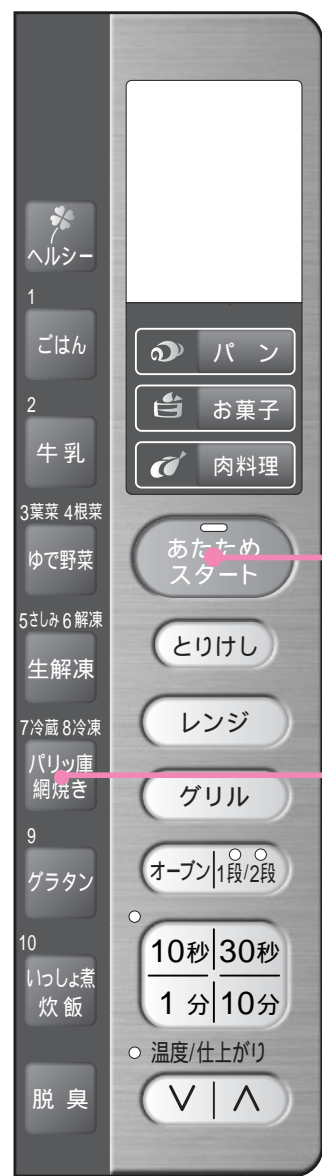 ヘルシー
1
ごはん
2
牛乳
3葉菜 4根菜
ゆで野菜
5さしみ 6解凍
生解凍
7冷蔵 8冷凍
パリッ庫
網焼き
9
グラタン
10
いっしょ煮
炊飯
脱臭
パン
お菓子
肉料理
あたため
スタート
とりけし
レンジ
グリル
オーブン 1段/2段
10秒 30秒
1分 10分
温度/仕上がり
∨ ∧